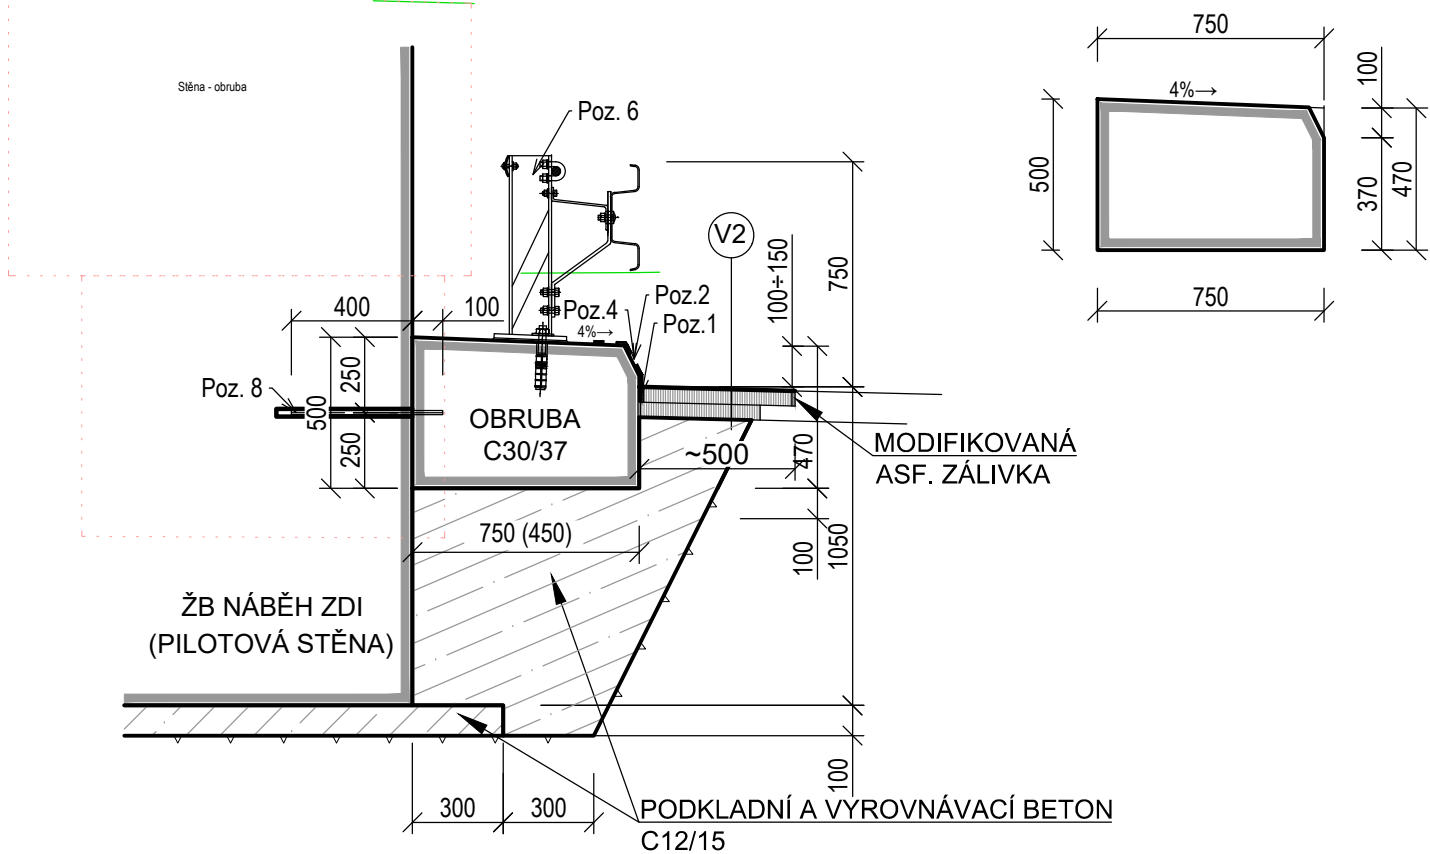 750
100
4%→
500
370
470
750
Stěna - obruba
Poz. 6
V2
100÷150
750
400
100
Poz.4
Poz.2
4%→
Poz.1
Poz. 8
250
500
250
OBRUBA
C30/37
~500
470
MODIFIKOVANÁ
ASF. ZÁLIVKA
750 (450)
100
1050
ŽB NÁBĚH ZDI
(PILOTOVÁ STĚNA)
100
300
300
PODKLADNÍ A VYROVNÁVACÍ BETON
C12/15